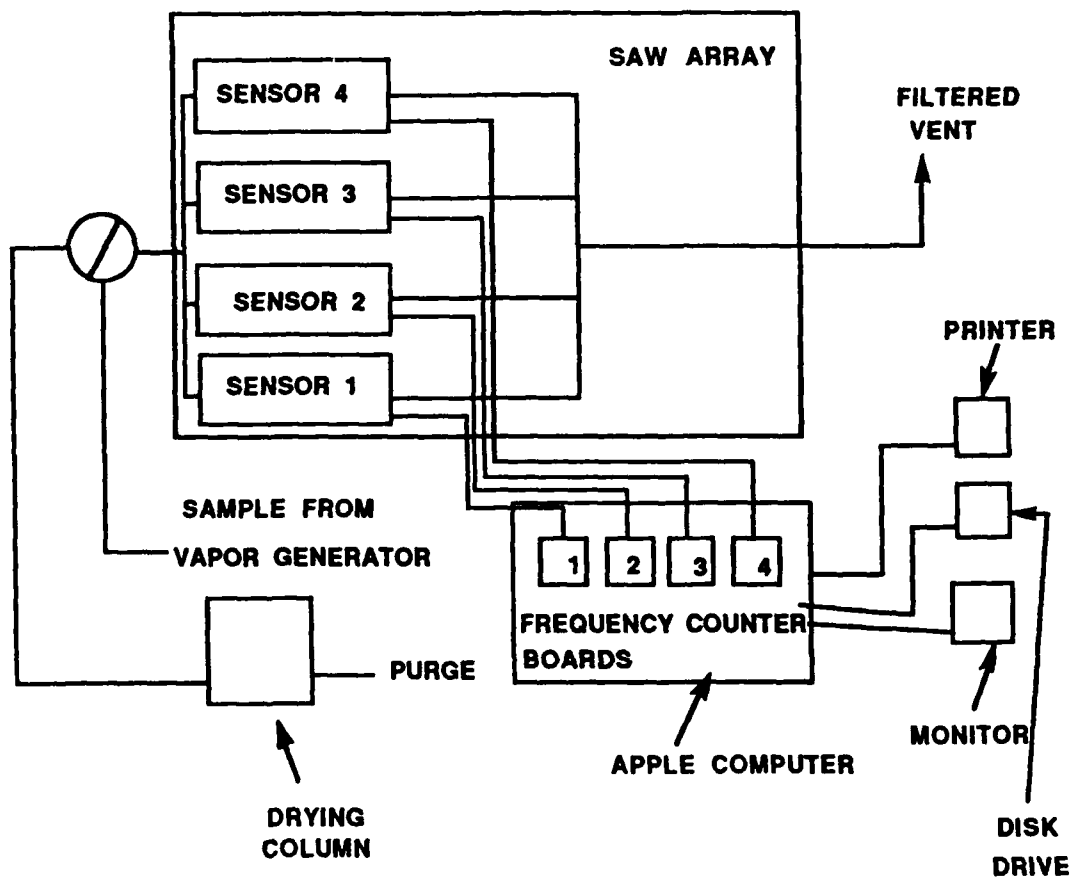 SAW ARRAY
SENSOR 4
FILTERED
VENT
SENSOR 3
SENSOR 2
SENSOR 1
PRINTER
SAMPLE FROM
VAPOR GENERATOR
1 2 3 4
FREQUENCY COUNTER
BOARDS
PURGE
MONITOR
APPLE COMPUTER
DRYING
COLUMN
DISK
DRIVE